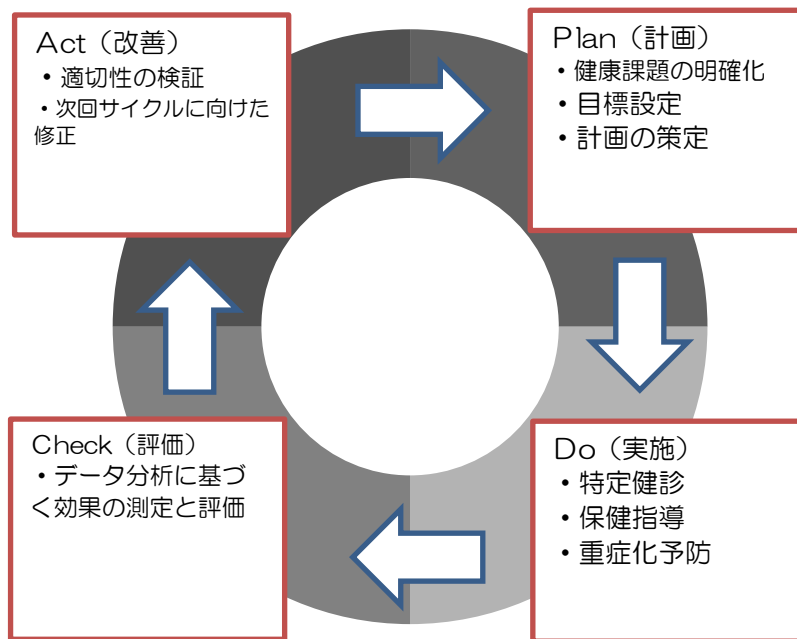 Act（改善）
・適切性の検証
・次回サイクルに向けた
修正
Plan（計画）
・健康課題の明確化
・目標設定
・計画の策定
Check（評価）
・データ分析に基づ
く効果の測定と評価
Do（実施）
・特定健診
・保健指導
・重症化予防